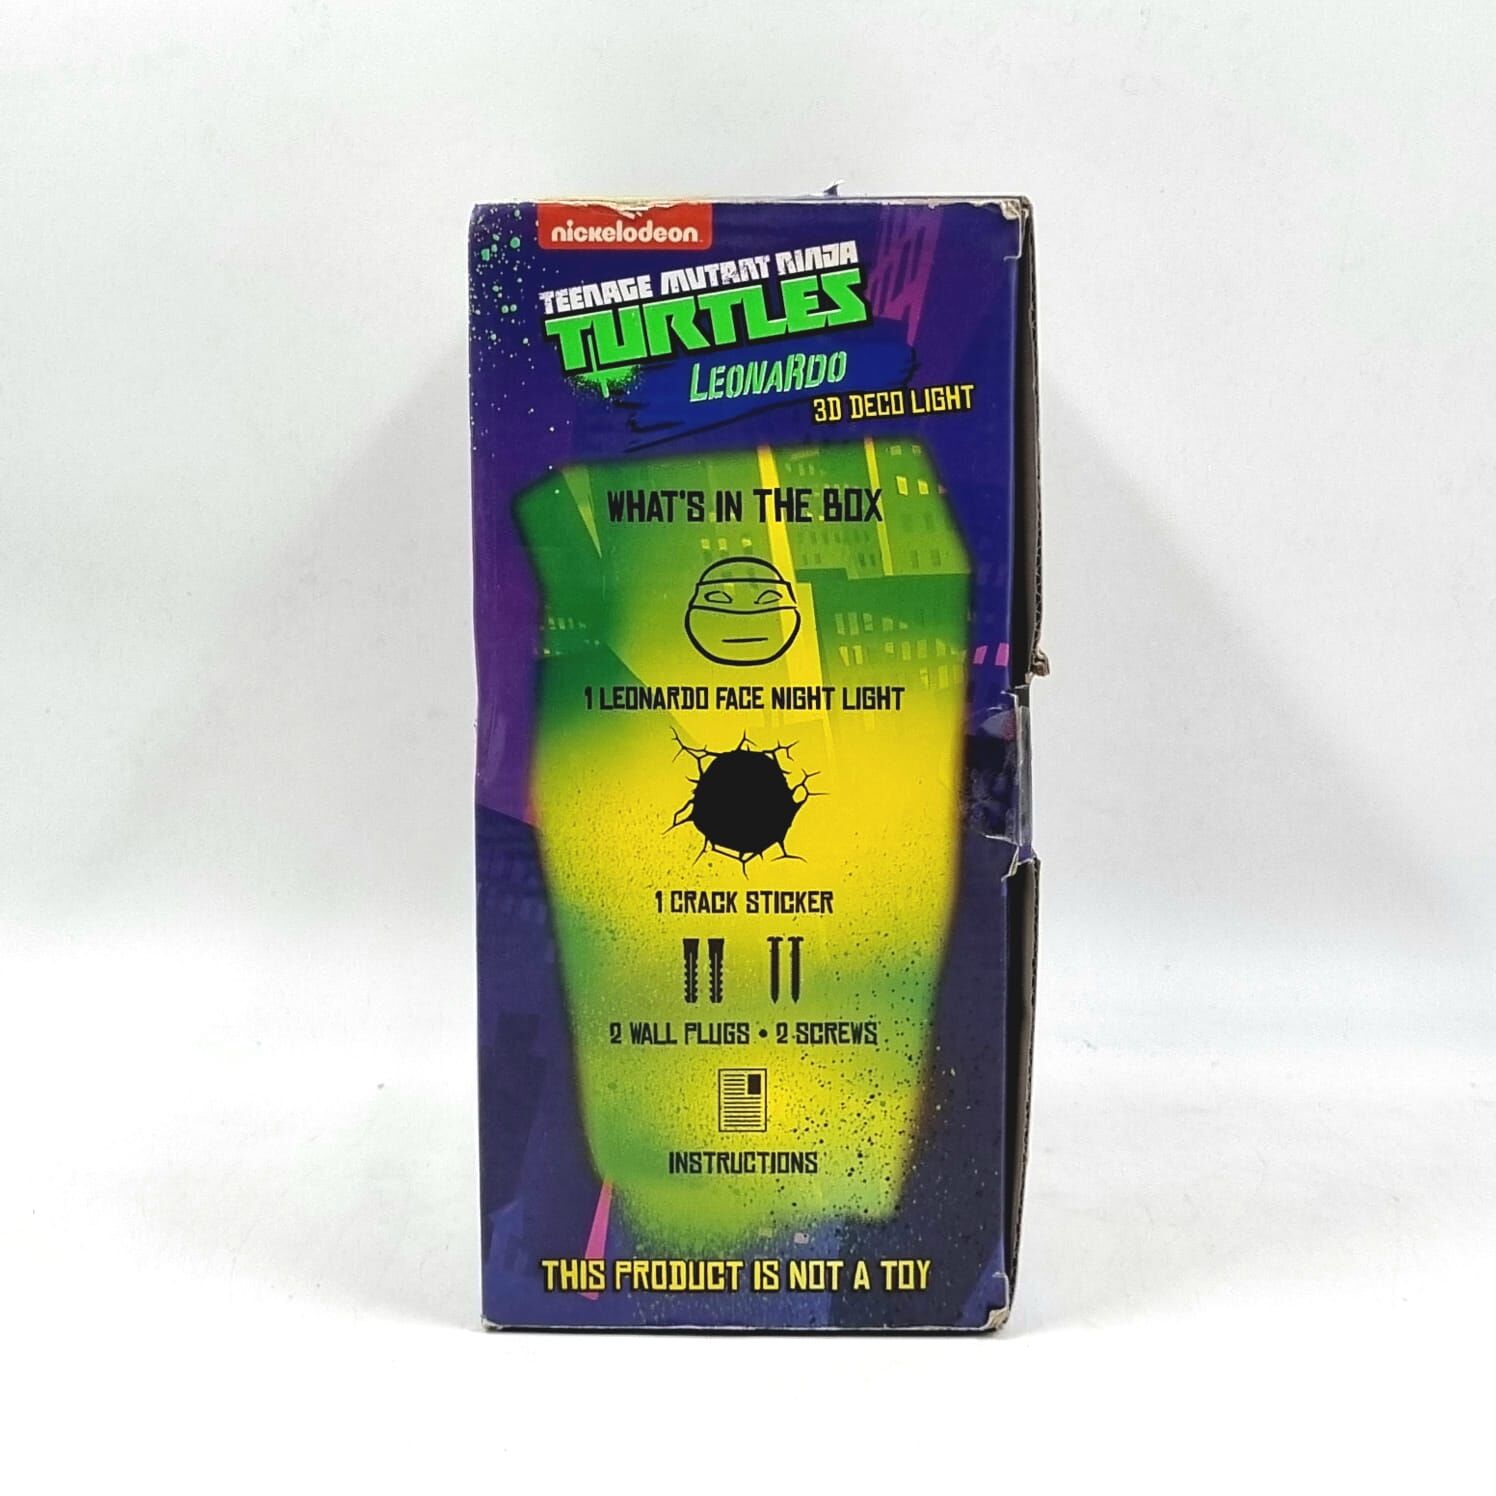 nickelodeon
TEENAGE MUTANT NINJA
TURTLES
LEONARDO
3D DECO LIGHT
WHAT'S IN THE BOX
1 LEONARDO FACE NIGHT LIGHT
1 CRACK STICKER
2 WALL PLUGS • 2 SCREWS
INSTRUCTIONS
THIS PRODUCT IS NOT A TOY